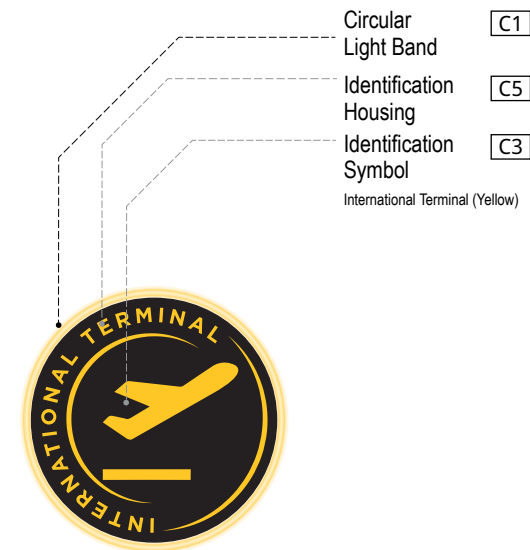 Circular
Light Band
C1
Identification
Housing
C5
Identification
Symbol
C3
International Terminal (Yellow)
INTERNATIONAL TERMINAL